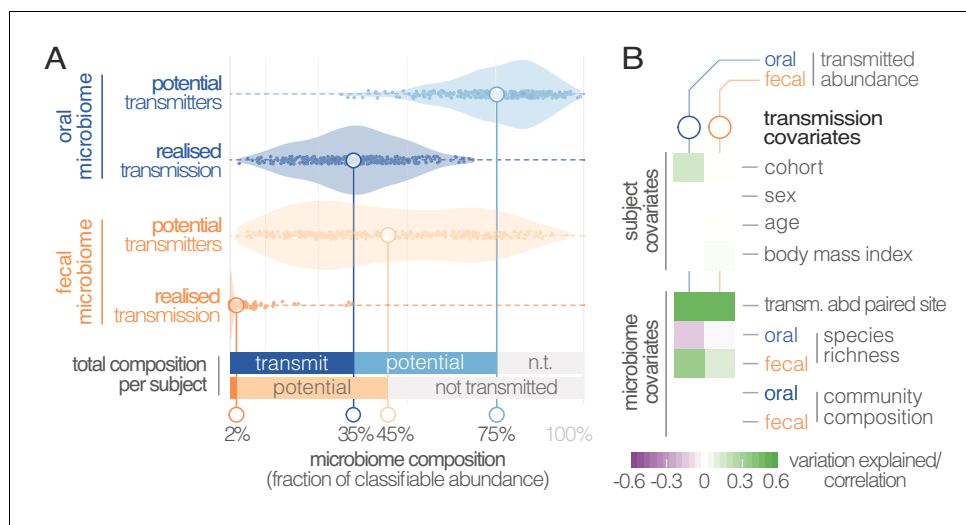 A
oral
microbiome
potential
transmitters
realised
transmission
fecal
microbiome
potential
transmitters
realised
transmission
total composition
per subject
transmit
potential
n.t.
potential
not transmitted
2%
35%
45%
75%
100%
microbiome composition
(fraction of classifiable abundance)
B
oral
fecal
transmitted
abundance
transmission
covariates
subject
covariates
cohort
sex
age
body mass index
microbiome
covariates
transm. abd paired site
oral
fecal
species
richness
oral
fecal
community
composition
-0.6
-0.3
0
0.3
0.6
variation explained/
correlation